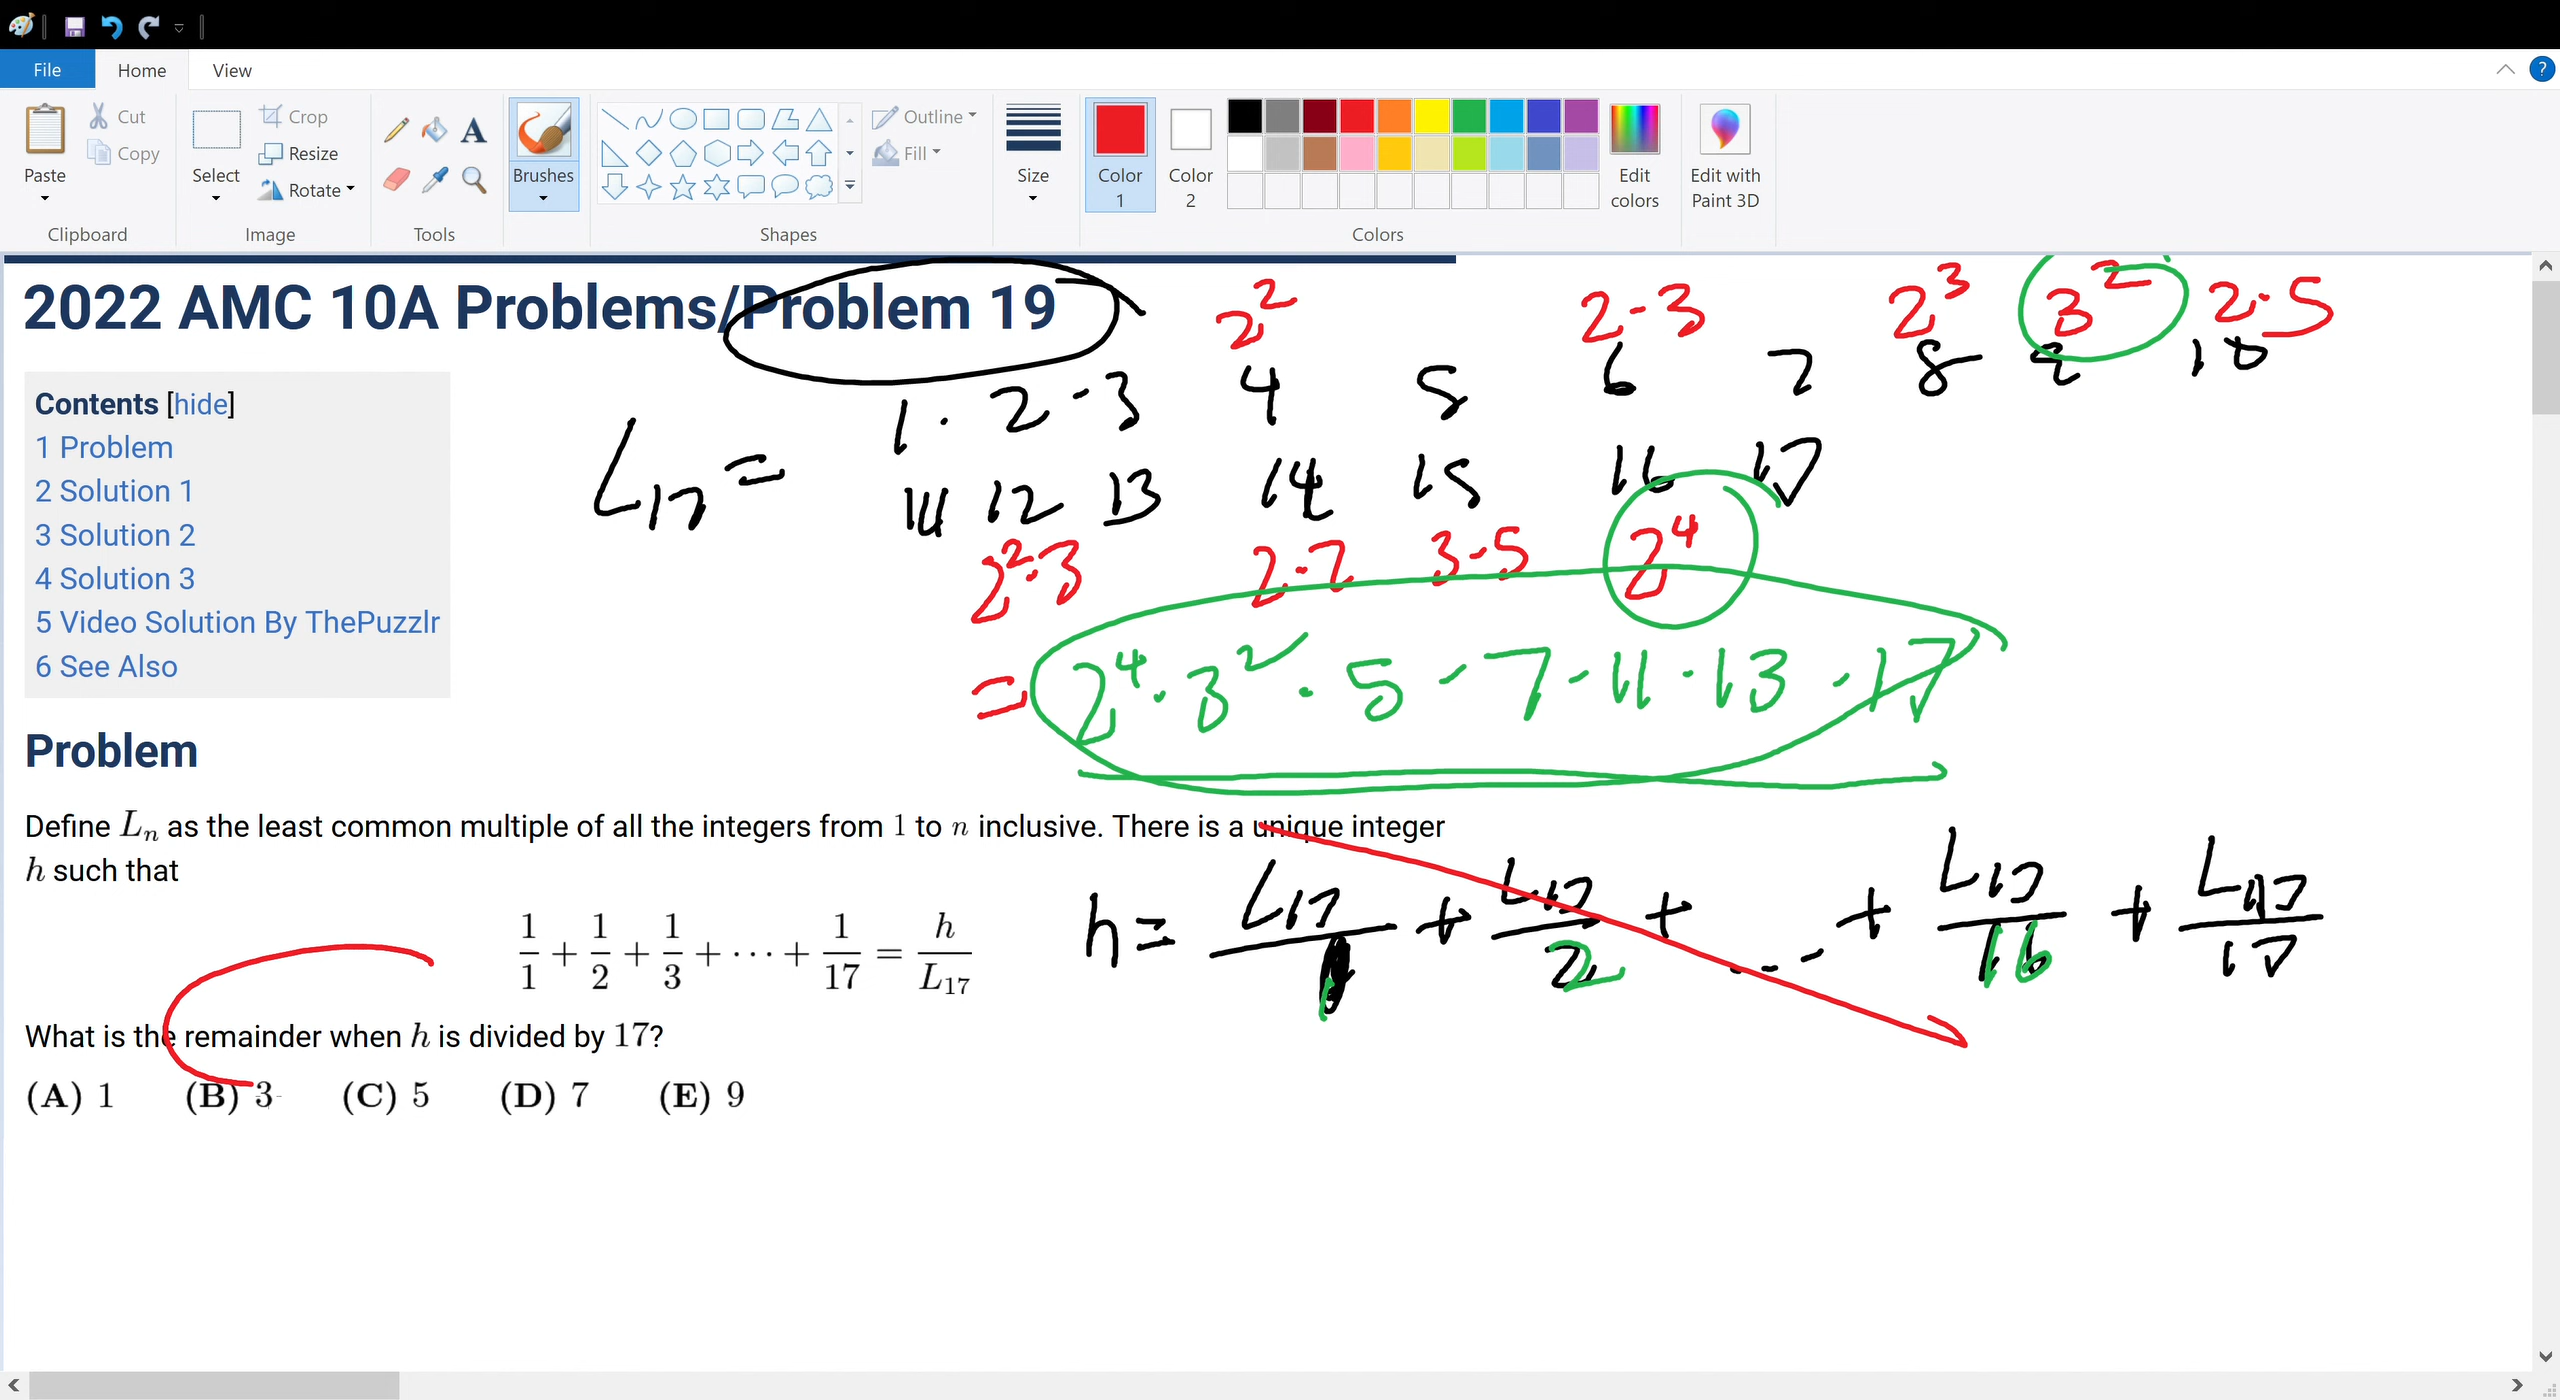 File Home View
Paste Cut Copy Clipboard
Select Crop Resize Rotate Image
A Tools
Brushes
Shapes
Outline Fill
Size
Color 1 Color 2
Edit colors Colors
Edit with Paint 3D
2022 AMC 10A Problems/Problem 19
2² 2·3 2³ 3² 2·5
L₁₇ = 1 · 2 · 3 4 5 6 7 8 9 10
11 12 13 14 15 16 17
2²·3 2·7 3·5 2⁴
= 2⁴ · 3² · 5 · 7 · 11 · 13 · 17
Contents [hide]
1 Problem
2 Solution 1
3 Solution 2
4 Solution 3
5 Video Solution By ThePuzzlr
6 See Also
Problem
Define Lₙ as the least common multiple of all the integers from 1 to n inclusive. There is a unique integer
h such that
1/1 + 1/2 + 1/3 + ⋯ + 1/17 = h/L₁₇
h = L₁₇/1 + L₁₇/2 + ... + L₁₇/16 + L₁₇/17
What is the remainder when h is divided by 17?
(A) 1 (B) 3 (C) 5 (D) 7 (E) 9